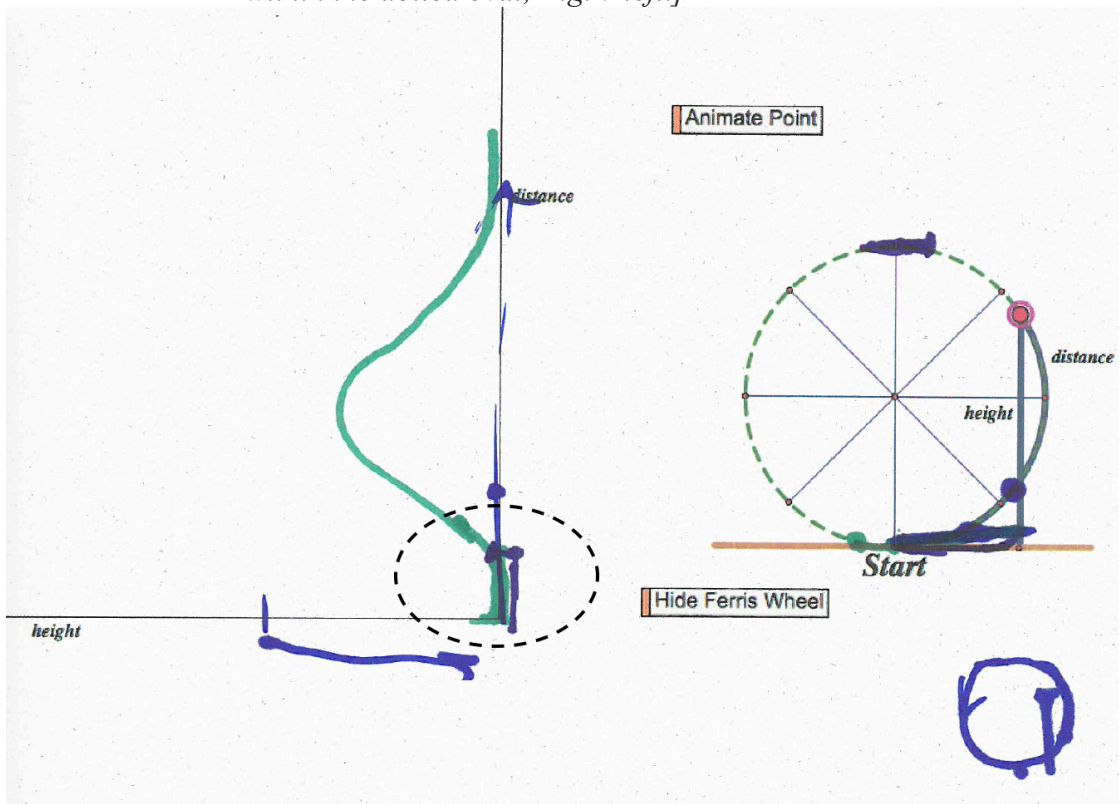 Animate Point
distance
distance
height
Start
Hide Ferris Wheel
height